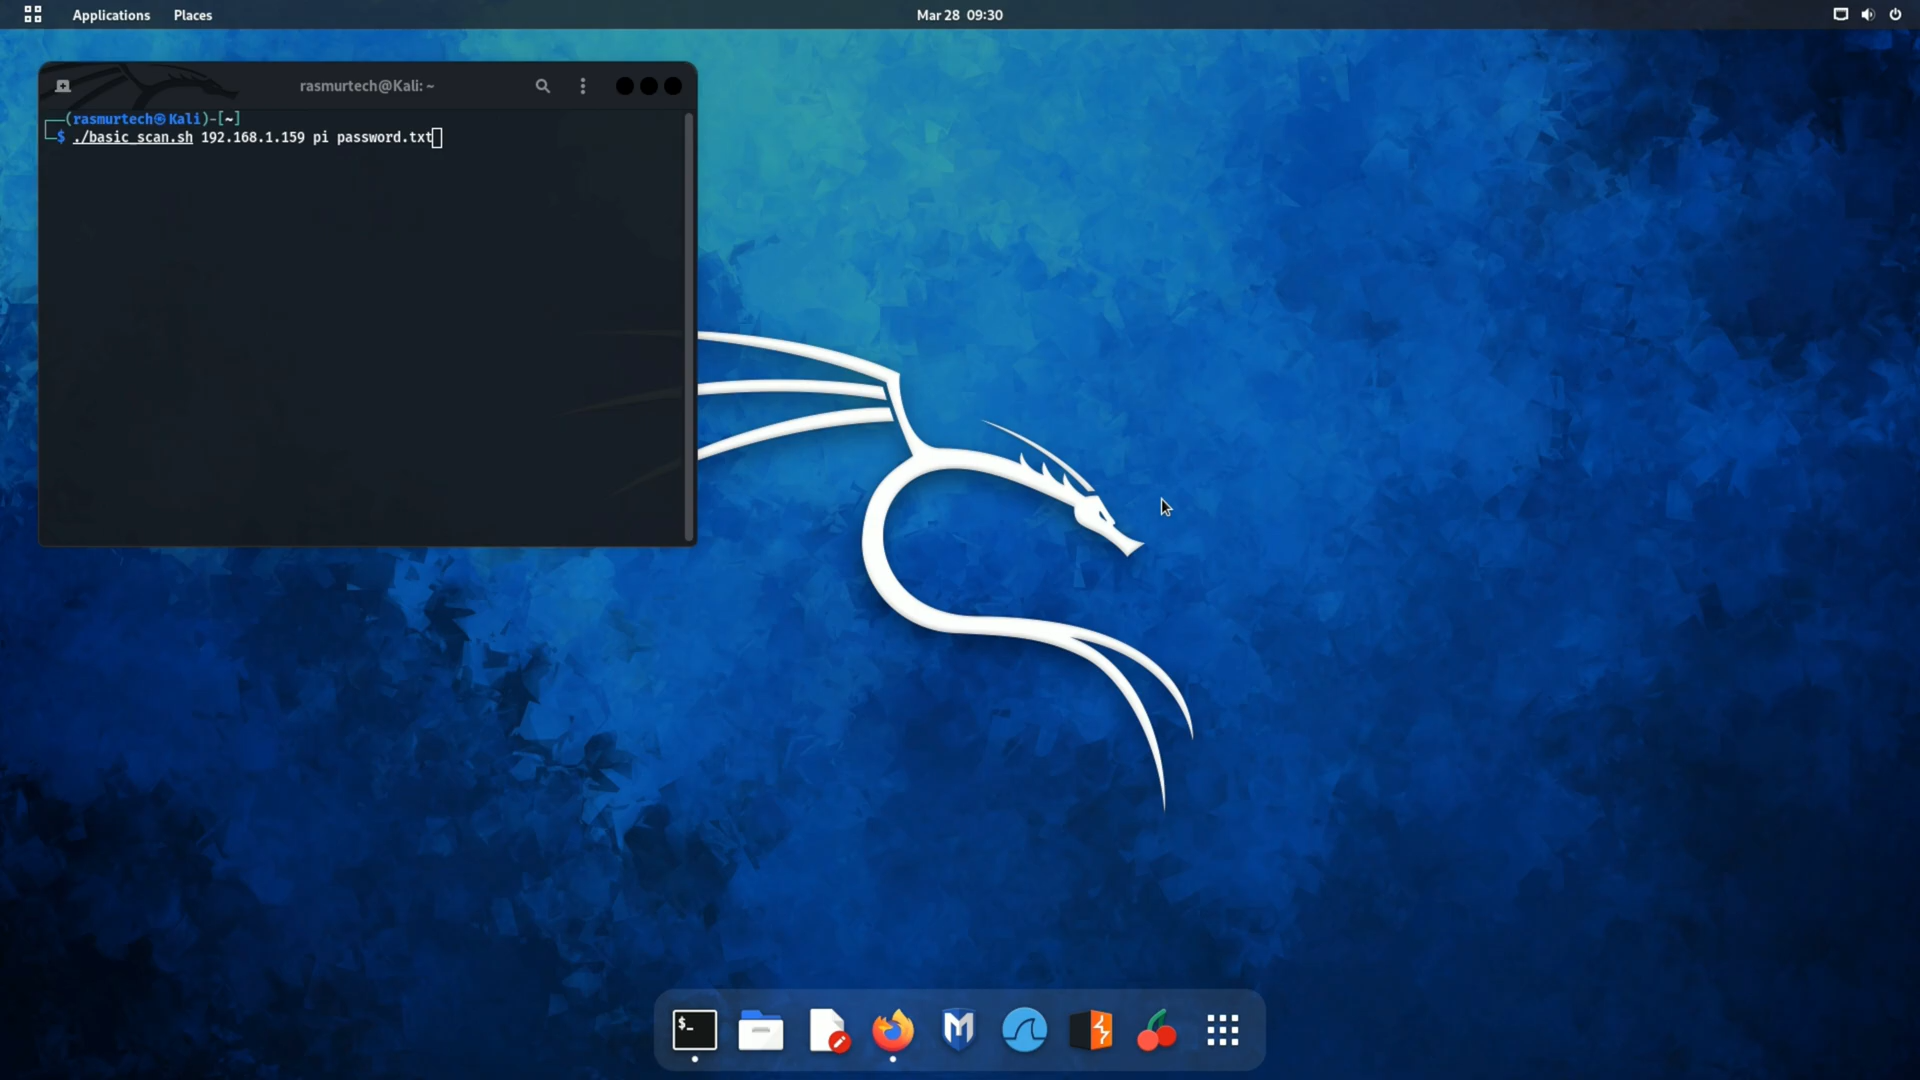 Applications Places Mar 28 09:30
rasmurtech@Kali: ~
(rasmurtech㉿Kali)-[~]
$ ./basic_scan.sh 192.168.1.159 pi password.txt
$_
M